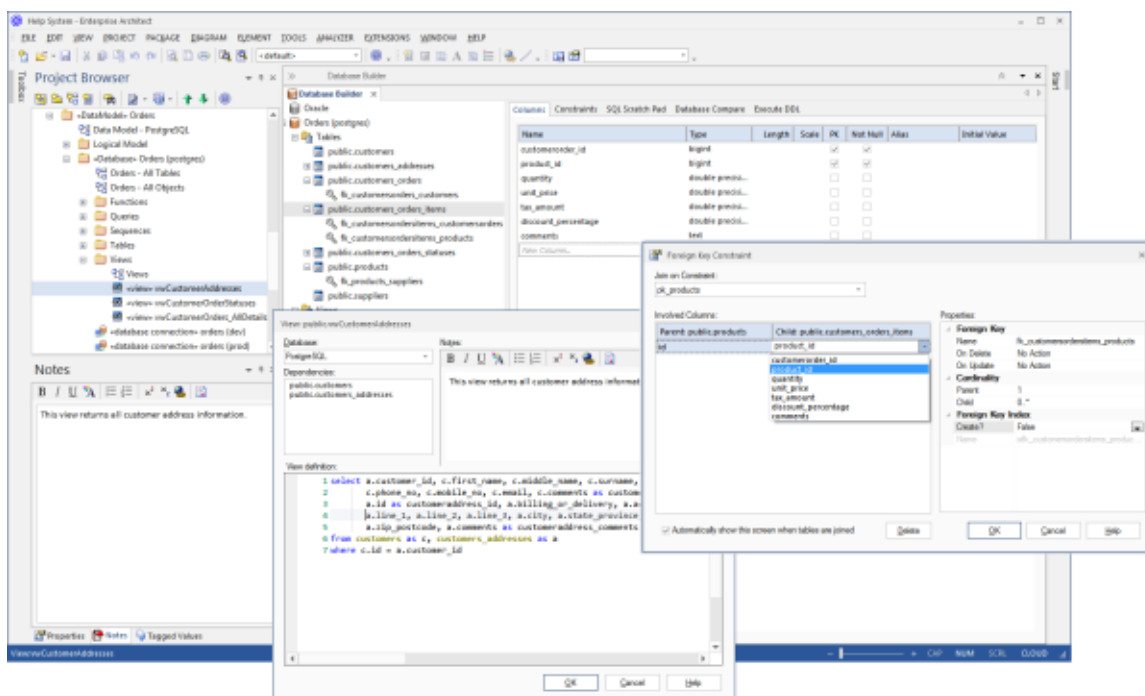 Help System - Enterprise Architect
FILE EDIT VIEW PROJECT PACKAGE DIAGRAM ELEMENT TOOLS ANALYZER EXTENSIONS WINDOW HELP
<default>
Toolbox
Project Browser
«DataModel» Orders
Data Model - PostgreSQL
Logical Model
«Database» Orders (postgres)
Orders - All Tables
Orders - All Objects
Functions
Queries
Sequences
Tables
Views
Views
«view» vwCustomerAddresses
«view» vwCustomerOrderStatuses
«view» vwCustomerOrders_AllDetails
«database connection» orders (dev)
«database connection» orders (prod)
Notes
B I U A
This view returns all customer address information.
Properties Notes Tagged Values
View:vwCustomerAddresses
CAP NUM SCRL CLOUD
Start
Database Builder
Database Builder
Oracle
Orders (postgres)
Tables
public.customers
public.customers_addresses
public.customers_orders
fk_customersorders_customers
public.customers_orders_items
fk_customersordersitems_customersorders
fk_customersordersitems_products
public.customers_orders_statuses
public.products
fk_products_suppliers
public.suppliers
Views
Columns Constraints SQL Scratch Pad Database Compare Execute DDL
Name Type Length Scale PK Not Null Alias Initial Value
customerorder_id bigint
product_id bigint
quantity double precisi...
unit_price double precisi...
tax_amount double precisi...
discount_percentage double precisi...
comments text
New Column...
View: public.vwCustomerAddresses
Database:
PostgreSQL
Dependencies:
public.customers
public.customers_addresses
Notes:
B I U A
This view returns all customer address informat
View definition:
1 select a.customer_id, c.first_name, c.middle_name, c.surname,
2 c.phone_no, c.mobile_no, c.email, c.comments as custom
3 a.id as customeraddress_id, a.billing_or_delivery, a.a
4 a.line_1, a.line_2, a.line_3, a.city, a.state_province
5 a.zip_postcode, a.comments as customeraddress_comments
6 from customers as c, customers_addresses as a
7 where c.id = a.customer_id
OK Cancel Help
Foreign Key Constraint
Join on Constraint:
pk_products
Involved Columns:
Parent: public.products Child: public.customers_orders_items
id product_id
customerorder_id
product_id
quantity
unit_price
tax_amount
discount_percentage
comments
Properties:
Foreign Key
Name fk_customersordersitems_products
On Delete No Action
On Update No Action
Cardinality
Parent 1
Child 0..*
Foreign Key Index
Create? False
Name
Automatically show this screen when tables are joined
Delete OK Cancel Help